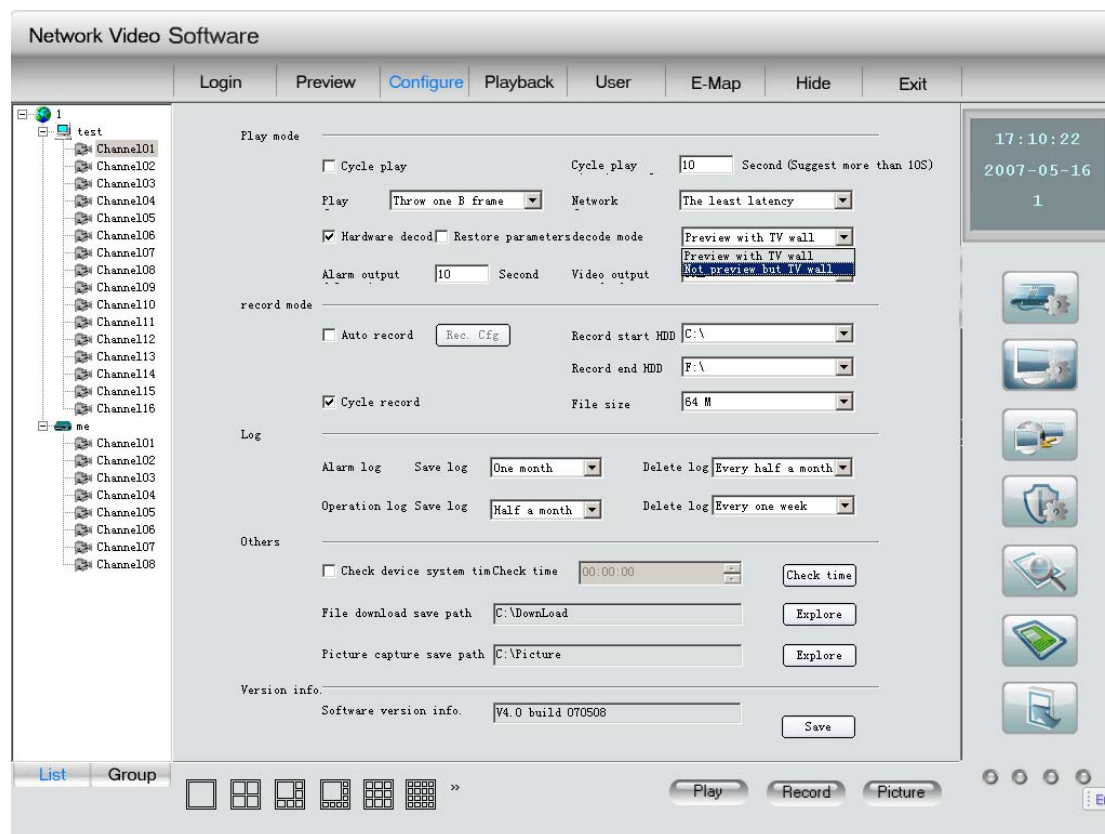 Network Video Software
Login Preview Configure Playback User E-Map Hide Exit
1
test
Channel01
Channel02
Channel03
Channel04
Channel05
Channel06
Channel07
Channel08
Channel09
Channel10
Channel11
Channel12
Channel13
Channel14
Channel15
Channel16
me
Channel01
Channel02
Channel03
Channel04
Channel05
Channel06
Channel07
Channel08
List Group
Play mode
Cycle play Cycle play 10 Second (Suggest more than 10S)
Play Throw one B frame Network The least latency
Hardware decod Restore parameters decode mode Preview with TV wall
Preview with TV wall
Not preview but TV wall
Alarm output 10 Second Video output
record mode
Auto record Rec. Cfg Record start HDD C:\
Record end HDD F:\
Cycle record File size 64 M
Log
Alarm log Save log One month Delete log Every half a month
Operation log Save log Half a month Delete log Every one week
Others
Check device system tim Check time 00:00:00 Check time
File download save path C:\DownLoad Explore
Picture capture save path C:\Picture Explore
Version info.
Software version info. V4.0 build 070508
Save
» Play Record Picture
17:10:22
2007-05-16
1